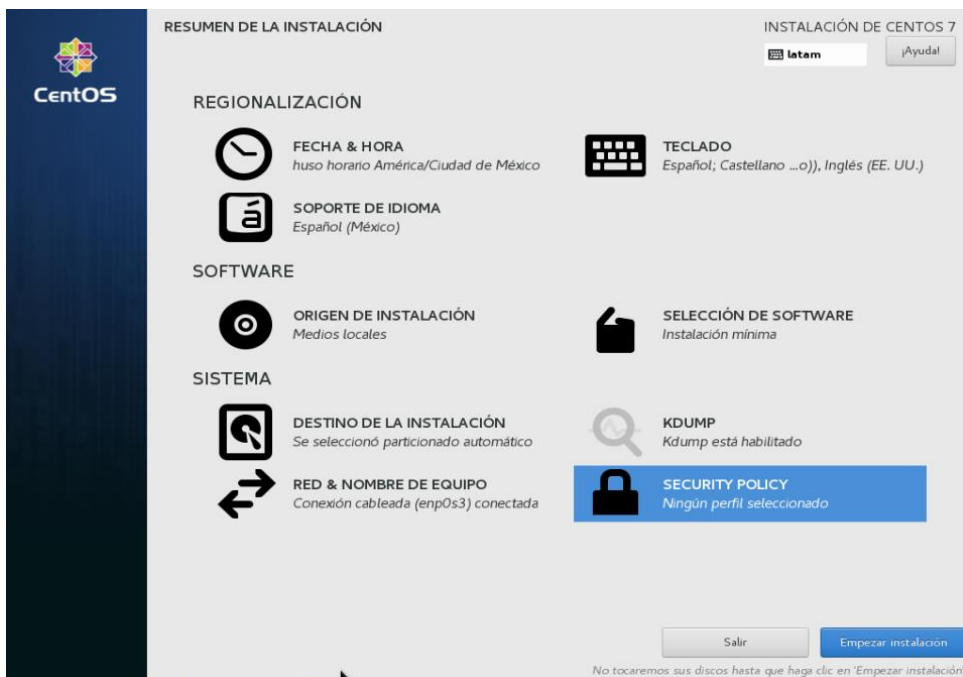 RESUMEN DE LA INSTALACIÓN
INSTALACIÓN DE CENTOS 7
latam
¡Ayuda!
CentOS
REGIONALIZACIÓN
FECHA & HORA
huso horario América/Ciudad de México
TECLADO
Español; Castellano ...o)), Inglés (EE. UU.)
SOPORTE DE IDIOMA
Español (México)
SOFTWARE
ORIGEN DE INSTALACIÓN
Medios locales
SELECCIÓN DE SOFTWARE
Instalación mínima
SISTEMA
DESTINO DE LA INSTALACIÓN
Se seleccionó particionado automático
KDUMP
Kdump está habilitado
RED & NOMBRE DE EQUIPO
Conexión cableada (enp0s3) conectada
SECURITY POLICY
Ningún perfil seleccionado
Salir
Empezar instalación
No tocaremos sus discos hasta que haga clic en 'Empezar instalación'